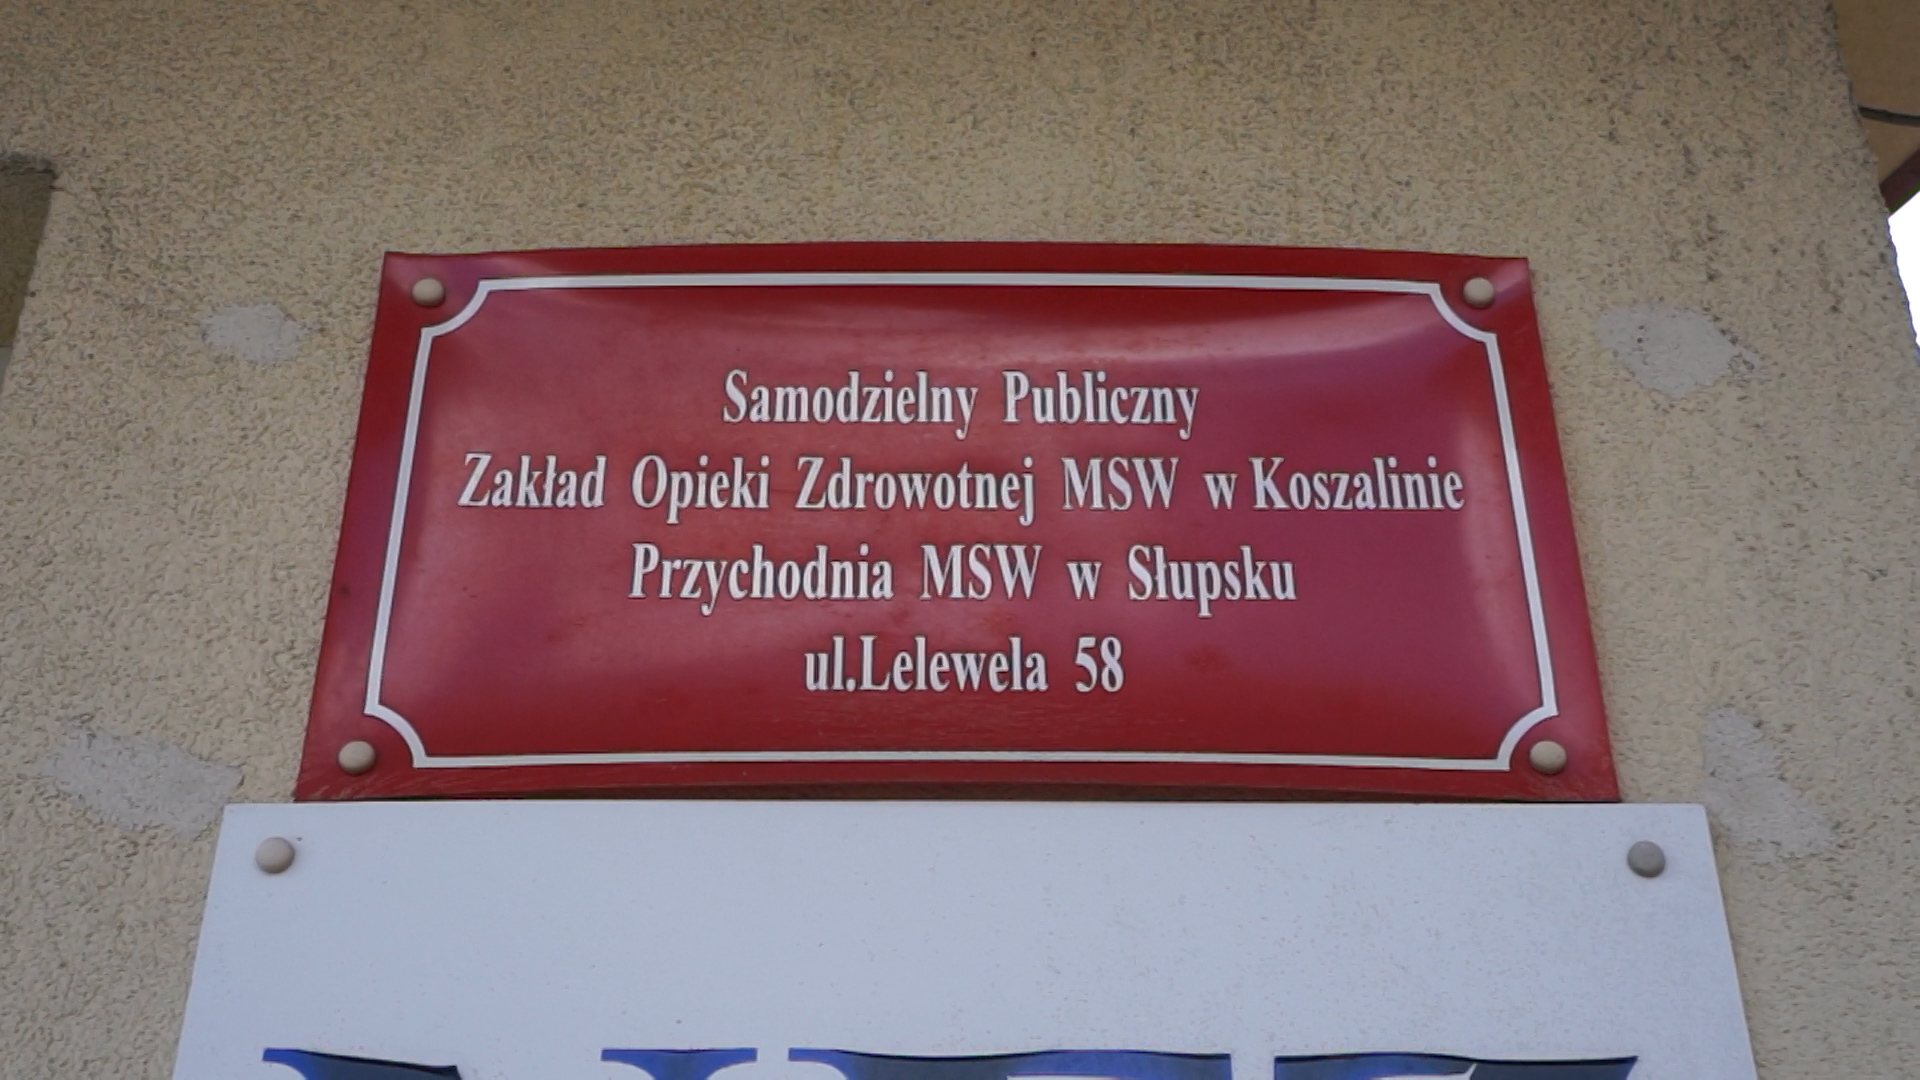 Samodzielny Publiczny
Zakład Opieki Zdrowotnej MSW w Koszalinie
Przychodnia MSW w Słupsku
ul.Lelewela 58